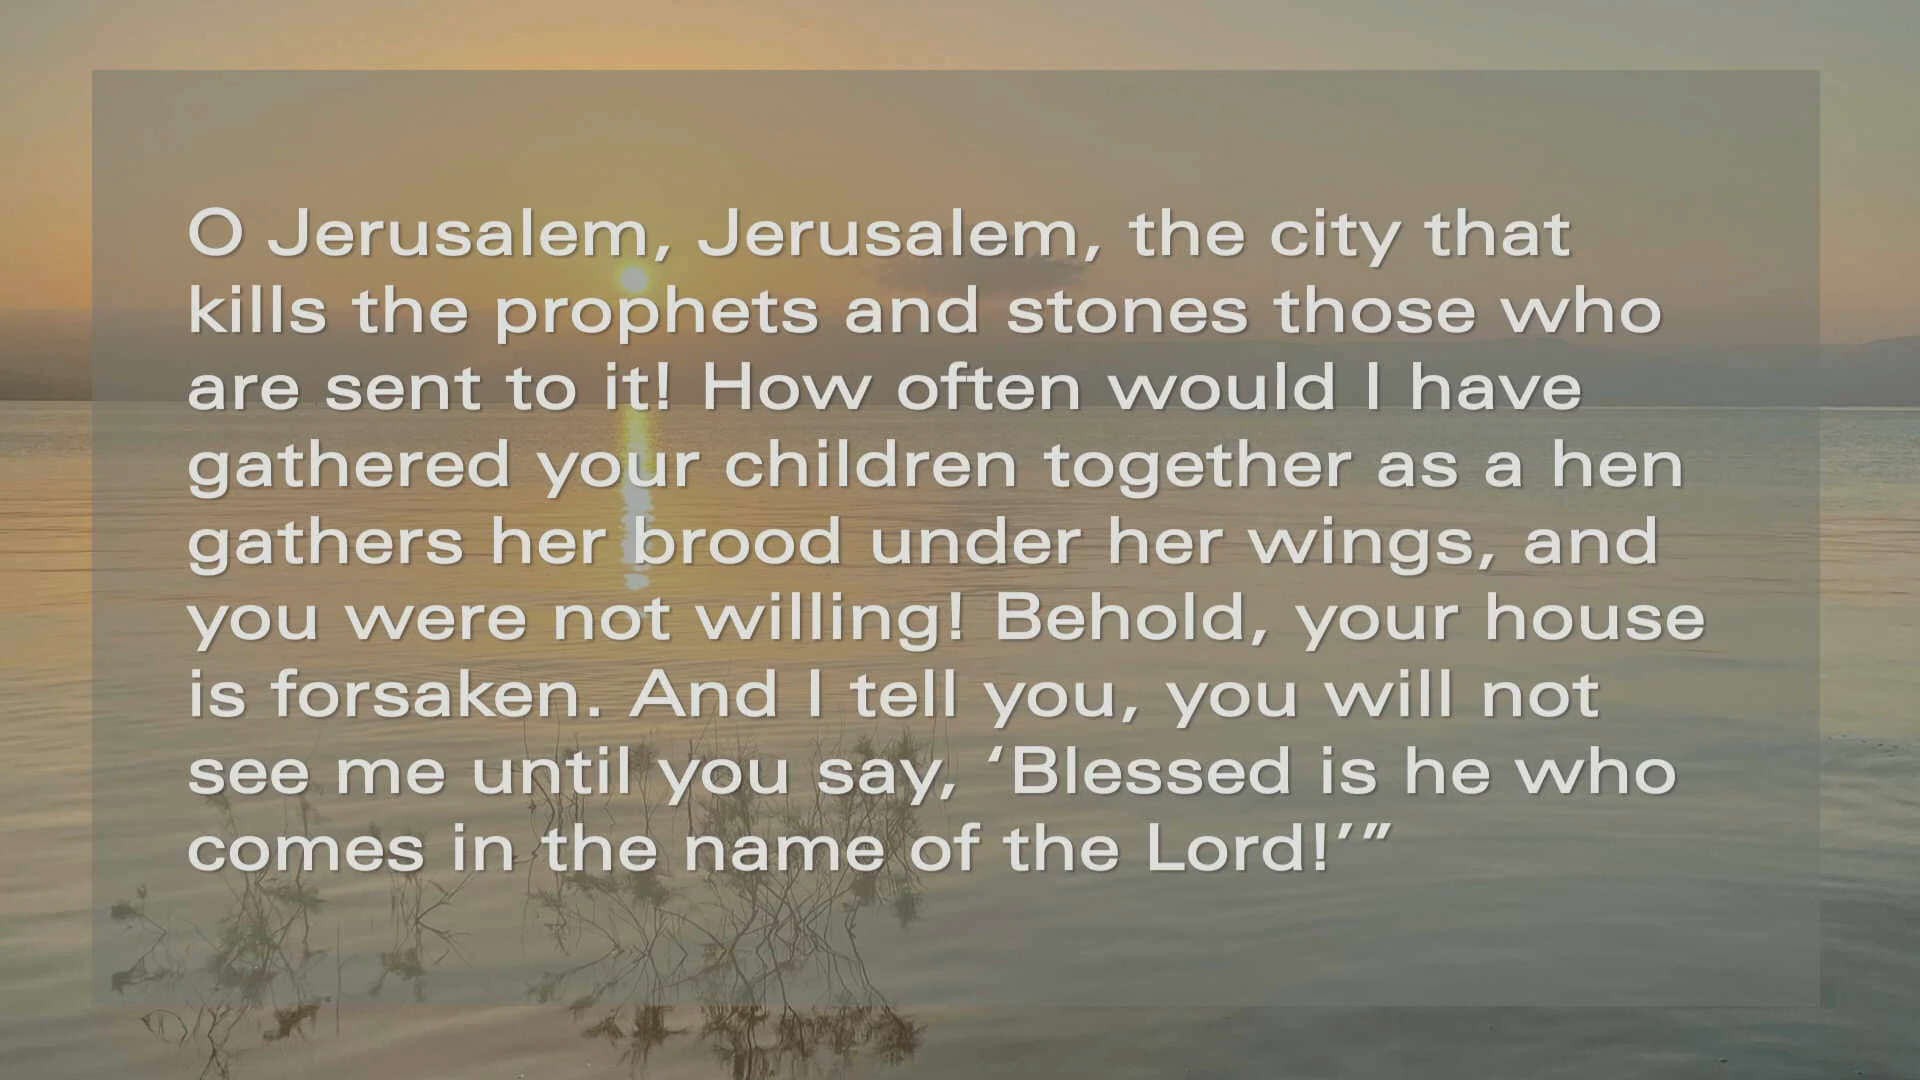 O Jerusalem, Jerusalem, the city that
kills the prophets and stones those who
are sent to it! How often would I have
gathered your children together as a hen
gathers her brood under her wings, and
you were not willing! Behold, your house
is forsaken. And I tell you, you will not
see me until you say, ‘Blessed is he who
comes in the name of the Lord!’”